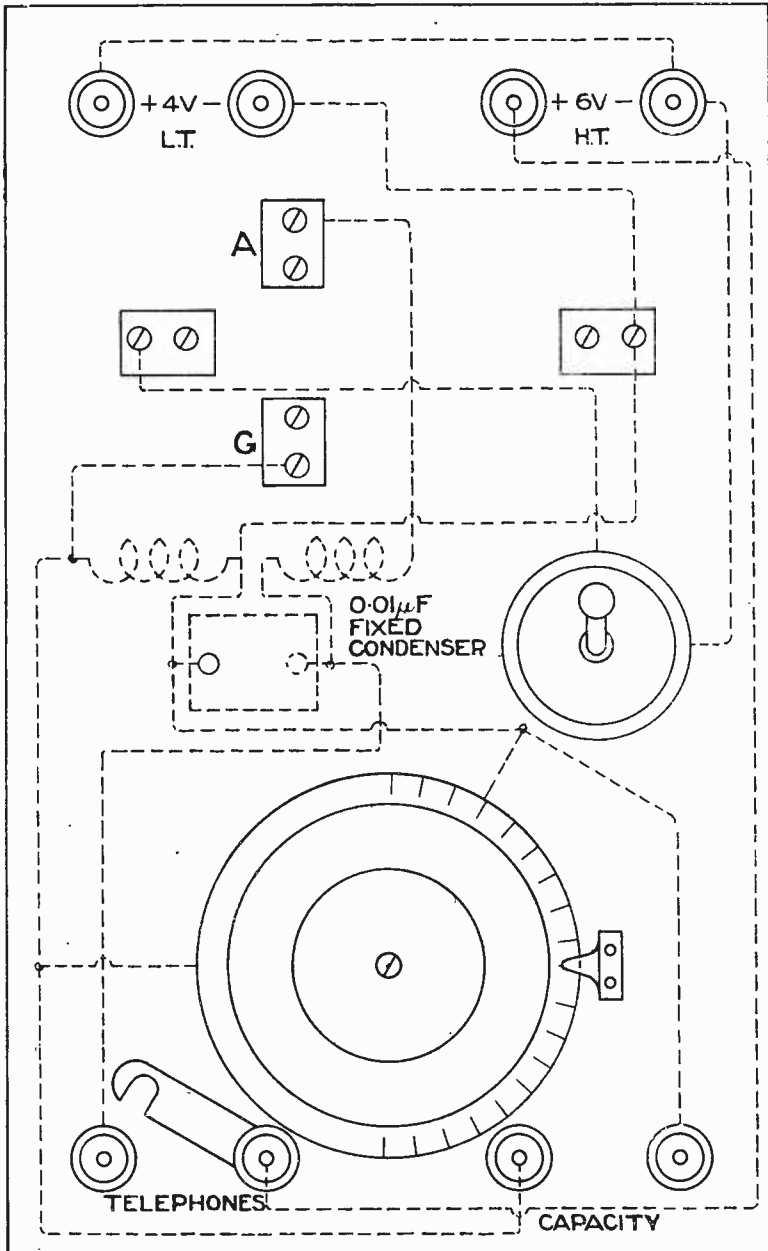 + 4V -
L.T.
+ 6V -
H.T.
A
G
0·01µF
FIXED
CONDENSER
TELEPHONES
CAPACITY